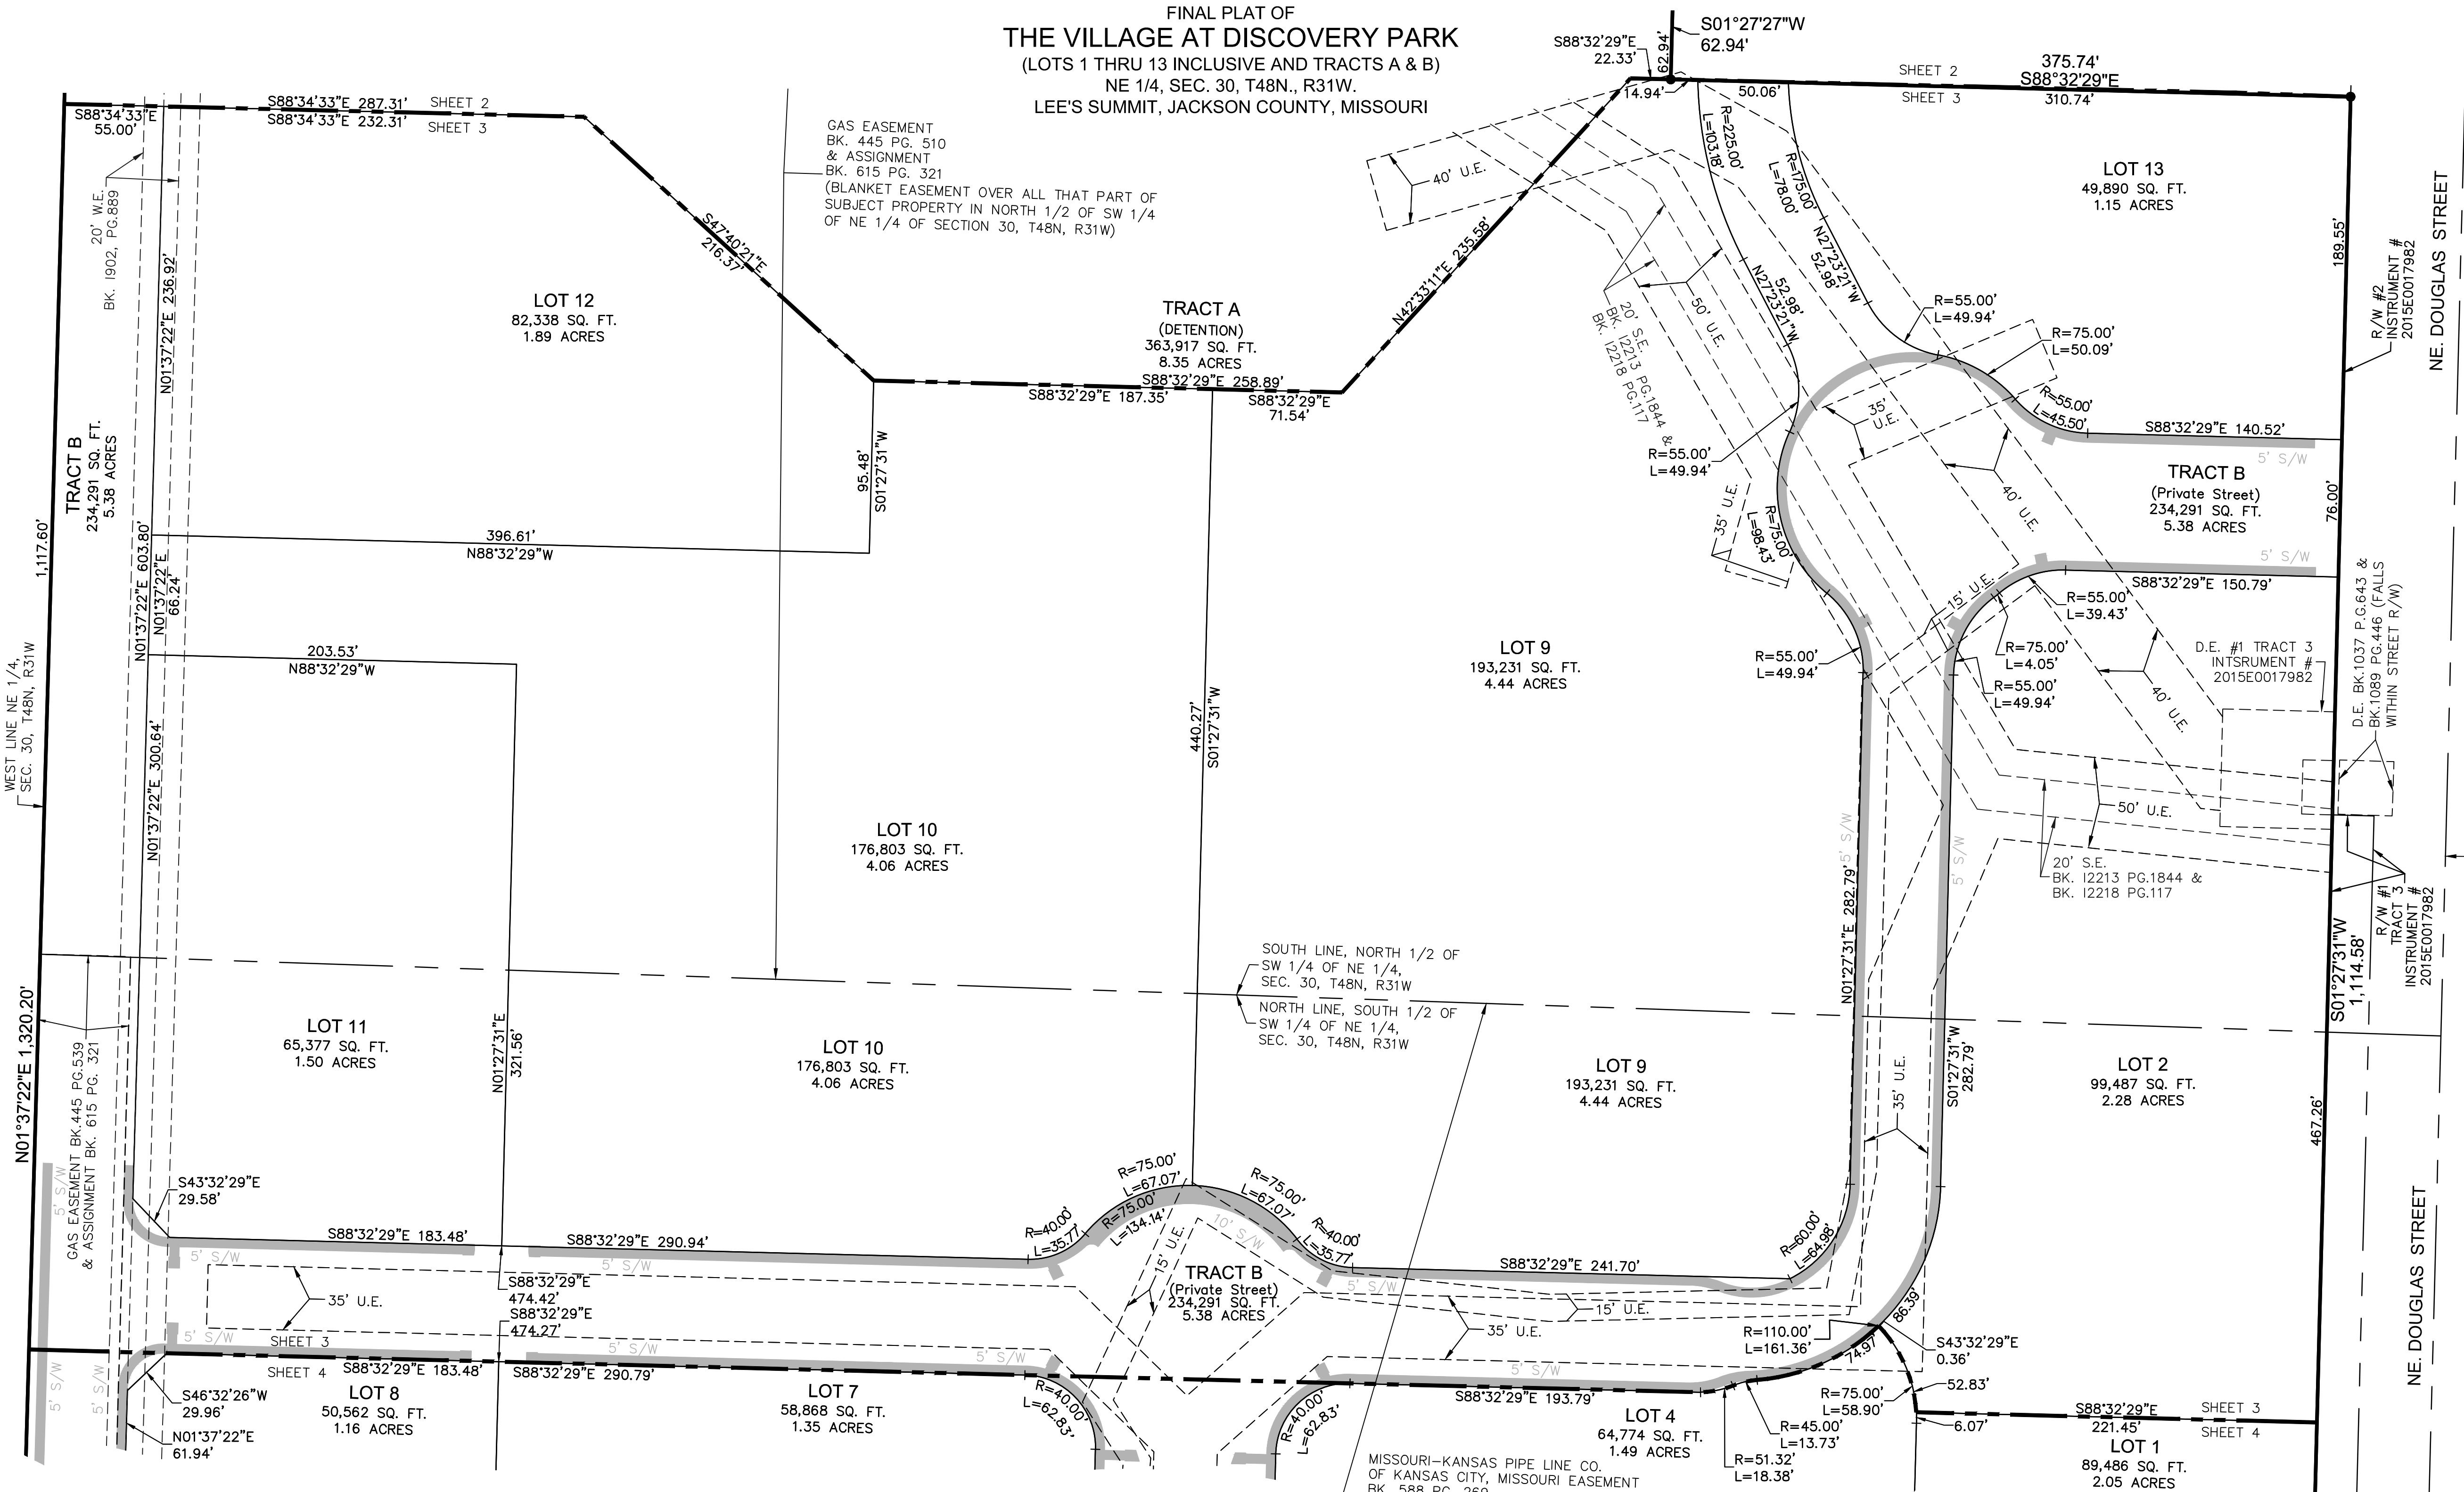 FINAL PLAT OF
THE VILLAGE AT DISCOVERY PARK
(LOTS 1 THRU 13 INCLUSIVE AND TRACTS A & B)
NE 1/4, SEC. 30, T48N., R31W.
LEE'S SUMMIT, JACKSON COUNTY, MISSOURI
S88°32'29"E
22.33'
62.94'
S01°27'27"W
62.94'
14.94'
50.06'
SHEET 2
SHEET 3
375.74'
S88°32'29"E
310.74'
S88°34'33"E
55.00'
S88°34'33"E 287.31'
SHEET 2
S88°34'33"E 232.31'
SHEET 3
20' W.E.
BK. 1902, PG.889
N01°37'22"E 236.92'
S47°40'21"E
216.37'
GAS EASEMENT
BK. 445 PG. 510
& ASSIGNMENT
BK. 615 PG. 321
(BLANKET EASEMENT OVER ALL THAT PART OF
SUBJECT PROPERTY IN NORTH 1/2 OF SW 1/4
OF NE 1/4 OF SECTION 30, T48N, R31W)
40' U.E.
N42°33'11"E 235.58'
R=225.00'
L=103.18'
R=175.00'
L=78.00'
N27°23'21"W
52.98'
52.98'
N27°23'21"W
LOT 13
49,890 SQ. FT.
1.15 ACRES
189.55'
R/W #2
INSTRUMENT #
2015E0017982
NE. DOUGLAS STREET
LOT 12
82,338 SQ. FT.
1.89 ACRES
TRACT A
(DETENTION)
363,917 SQ. FT.
8.35 ACRES
S88°32'29"E 258.89'
S88°32'29"E 187.35'
S88°32'29"E
71.54'
50' U.E.
20' S.E.
BK. I2213 PG.1844 &
BK. I2218 PG.117
R=55.00'
L=49.94'
R=75.00'
L=50.09'
R=55.00'
L=45.50'
S88°32'29"E 140.52'
5' S/W
35'
U.E.
R=55.00'
L=49.94'
40' U.E.
TRACT B
(Private Street)
234,291 SQ. FT.
5.38 ACRES
76.00'
TRACT B
234,291 SQ. FT.
5.38 ACRES
1,117.60'
95.48'
S01°27'31"W
396.61'
N88°32'29"W
N01°37'22"E 603.80'
N01°37'22"E
66.24'
35' U.E.
R=75.00'
L=98.43'
5' S/W
S88°32'29"E 150.79'
15' U.E.
R=55.00'
L=39.43'
R=75.00'
L=4.05'
R=55.00'
L=49.94'
R=55.00'
L=49.94'
40' U.E.
D.E. #1 TRACT 3
INTSRUMENT #
2015E0017982
D.E. BK.1037 P.G.643 &
BK.1089 PG.446 (FALLS
WITHIN STREET R/W)
WEST LINE NE 1/4,
SEC. 30, T48N, R31W
203.53'
N88°32'29"W
N01°37'22"E 300.64'
440.27'
S01°27'31"W
LOT 9
193,231 SQ. FT.
4.44 ACRES
LOT 10
176,803 SQ. FT.
4.06 ACRES
50' U.E.
20' S.E.
BK. I2213 PG.1844 &
BK. I2218 PG.117
5' S/W
5' S/W
N01°27'31"E 282.79'
S01°27'31"W
1,114.58'
R/W #1
TRACT 3
INSTRUMENT #
2015E0017982
SOUTH LINE, NORTH 1/2 OF
SW 1/4 OF NE 1/4,
SEC. 30, T48N, R31W
NORTH LINE, SOUTH 1/2 OF
SW 1/4 OF NE 1/4,
SEC. 30, T48N, R31W
N01°37'22"E 1,320.20'
GAS EASEMENT BK.445 PG.539
& ASSIGNMENT BK. 615 PG. 321
LOT 11
65,377 SQ. FT.
1.50 ACRES
N01°27'31"E
321.56'
LOT 10
176,803 SQ. FT.
4.06 ACRES
LOT 9
193,231 SQ. FT.
4.44 ACRES
35' U.E.
S01°27'31"W
282.79'
LOT 2
99,487 SQ. FT.
2.28 ACRES
467.26'
5' S/W
S43°32'29"E
29.58'
S88°32'29"E 183.48'
5' S/W
S88°32'29"E 290.94'
5' S/W
R=40.00'
L=35.77'
R=75.00'
L=67.07'
R=75.00'
L=134.14'
R=75.00'
L=67.07'
R=40.00'
L=35.77'
10' S/W
15' U.E.
TRACT B
(Private Street)
234,291 SQ. FT.
5.38 ACRES
S88°32'29"E 241.70'
5' S/W
R=60.00'
L=64.98'
NE. DOUGLAS STREET
35' U.E.
S88°32'29"E
474.42'
S88°32'29"E
474.27'
15' U.E.
35' U.E.
86.39'
R=110.00'
L=161.36'
74.97'
S43°32'29"E
0.36'
5' S/W
SHEET 3
SHEET 4
S88°32'29"E 183.48'
5' S/W
S88°32'29"E 290.79'
5' S/W
5' S/W
S88°32'29"E 193.79'
R=75.00'
L=58.90'
52.83'
6.07'
S88°32'29"E
221.45'
SHEET 3
SHEET 4
5' S/W
5' S/W
S46°32'26"W
29.96'
N01°37'22"E
61.94'
LOT 8
50,562 SQ. FT.
1.16 ACRES
LOT 7
58,868 SQ. FT.
1.35 ACRES
R=40.00'
L=62.83'
R=40.00'
L=62.83'
LOT 4
64,774 SQ. FT.
1.49 ACRES
R=45.00'
L=13.73'
R=51.32'
L=18.38'
LOT 1
89,486 SQ. FT.
2.05 ACRES
MISSOURI-KANSAS PIPE LINE CO.
OF KANSAS CITY, MISSOURI EASEMENT